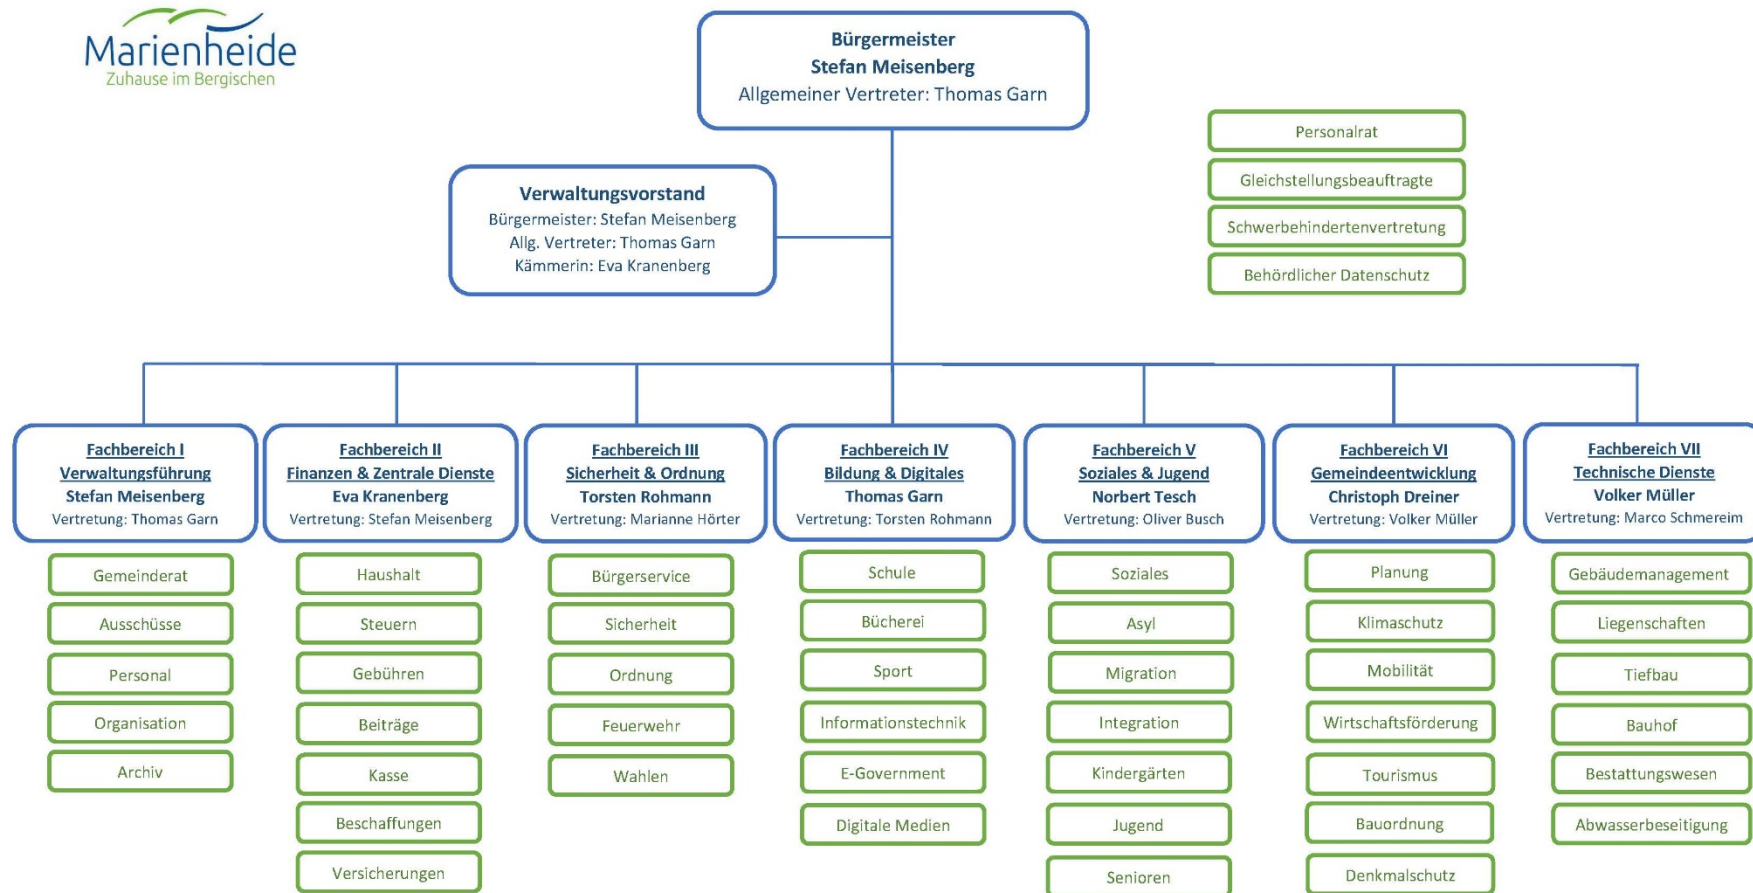 Marienheide
Zuhause im Bergischen
Bürgermeister
Stefan Meisenberg
Allgemeiner Vertreter: Thomas Garn
Personalrat
Gleichstellungsbeauftragte
Schwerbehindertenvertretung
Behördlicher Datenschutz
Verwaltungsvorstand
Bürgermeister: Stefan Meisenberg
Allg. Vertreter: Thomas Garn
Kämmerin: Eva Kranenberg
Fachbereich I
Verwaltungsführung
Stefan Meisenberg
Vertretung: Thomas Garn
Gemeinderat
Ausschüsse
Personal
Organisation
Archiv
Fachbereich II
Finanzen & Zentrale Dienste
Eva Kranenberg
Vertretung: Stefan Meisenberg
Haushalt
Steuern
Gebühren
Beiträge
Kasse
Beschaffungen
Versicherungen
Fachbereich III
Sicherheit & Ordnung
Torsten Rohmann
Vertretung: Marianne Hörter
Bürgerservice
Sicherheit
Ordnung
Feuerwehr
Wahlen
Fachbereich IV
Bildung & Digitales
Thomas Garn
Vertretung: Torsten Rohmann
Schule
Bücherei
Sport
Informationstechnik
E-Government
Digitale Medien
Fachbereich V
Soziales & Jugend
Norbert Tesch
Vertretung: Oliver Busch
Soziales
Asyl
Migration
Integration
Kindergärten
Jugend
Senioren
Fachbereich VI
Gemeindeentwicklung
Christoph Dreiner
Vertretung: Volker Müller
Planung
Klimaschutz
Mobilität
Wirtschaftsförderung
Tourismus
Bauordnung
Denkmalschutz
Fachbereich VII
Technische Dienste
Volker Müller
Vertretung: Marco Schmereim
Gebäudemanagement
Liegenschaften
Tiefbau
Bauhof
Bestattungswesen
Abwasserbeseitigung